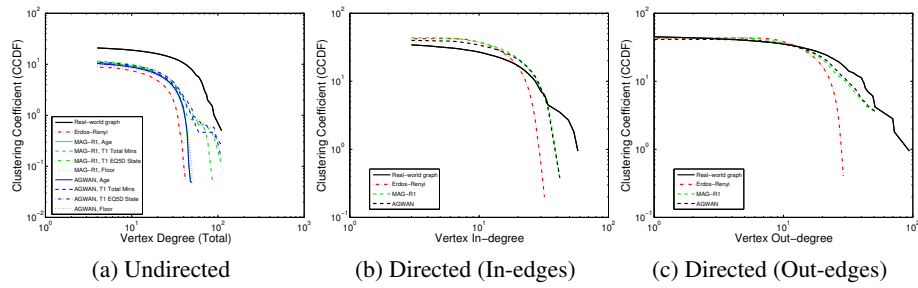 10²
10¹
10⁰
10⁻¹
10⁻²
10⁰
10¹
10²
10³
Clustering Coefficient (CCDF)
Vertex Degree (Total)
Real−world graph
Erdos−Renyi
MAG−R1, Age
MAG−R1, T1 Total Mins
MAG−R1, T1 EQ5D State
MAG−R1, Floor
AGWAN, Age
AGWAN, T1 Total Mins
AGWAN, T1 EQ5D State
AGWAN, Floor
(a) Undirected
10²
10¹
10⁰
10⁻¹
10⁰
10¹
10²
Clustering Coefficient (CCDF)
Vertex In−degree
Real−world graph
Erdos−Renyi
MAG−R1
AGWAN
(b) Directed (In-edges)
10²
10¹
10⁰
10⁻¹
10⁰
10¹
10²
Clustering Coefficient (CCDF)
Vertex Out−degree
Real−world graph
Erdos−Renyi
MAG−R1
AGWAN
(c) Directed (Out-edges)